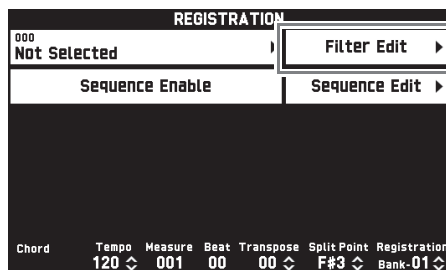 REGISTRATION
000
Not Selected
Filter Edit
Sequence Enable
Sequence Edit
Chord Tempo Measure Beat Transpose Split Point Registration
120 001 00 00 F#3 Bank-01